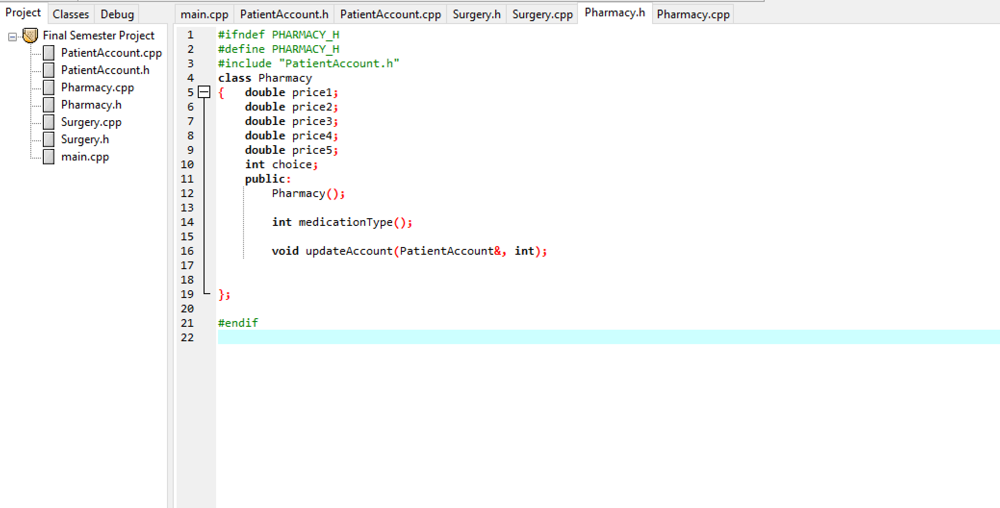 Project Classes Debug
Final Semester Project
PatientAccount.cpp
PatientAccount.h
Pharmacy.cpp
Pharmacy.h
Surgery.cpp
Surgery.h
main.cpp
main.cpp PatientAccount.h PatientAccount.cpp Surgery.h Surgery.cpp Pharmacy.h Pharmacy.cpp
1 #ifndef PHARMACY_H
2 #define PHARMACY_H
3 #include "PatientAccount.h"
4 class Pharmacy
5 { double price1;
6 double price2;
7 double price3;
8 double price4;
9 double price5;
10 int choice;
11 public:
12 Pharmacy();
13
14 int medicationType();
15
16 void updateAccount(PatientAccount&, int);
17
18
19 };
20
21 #endif
22